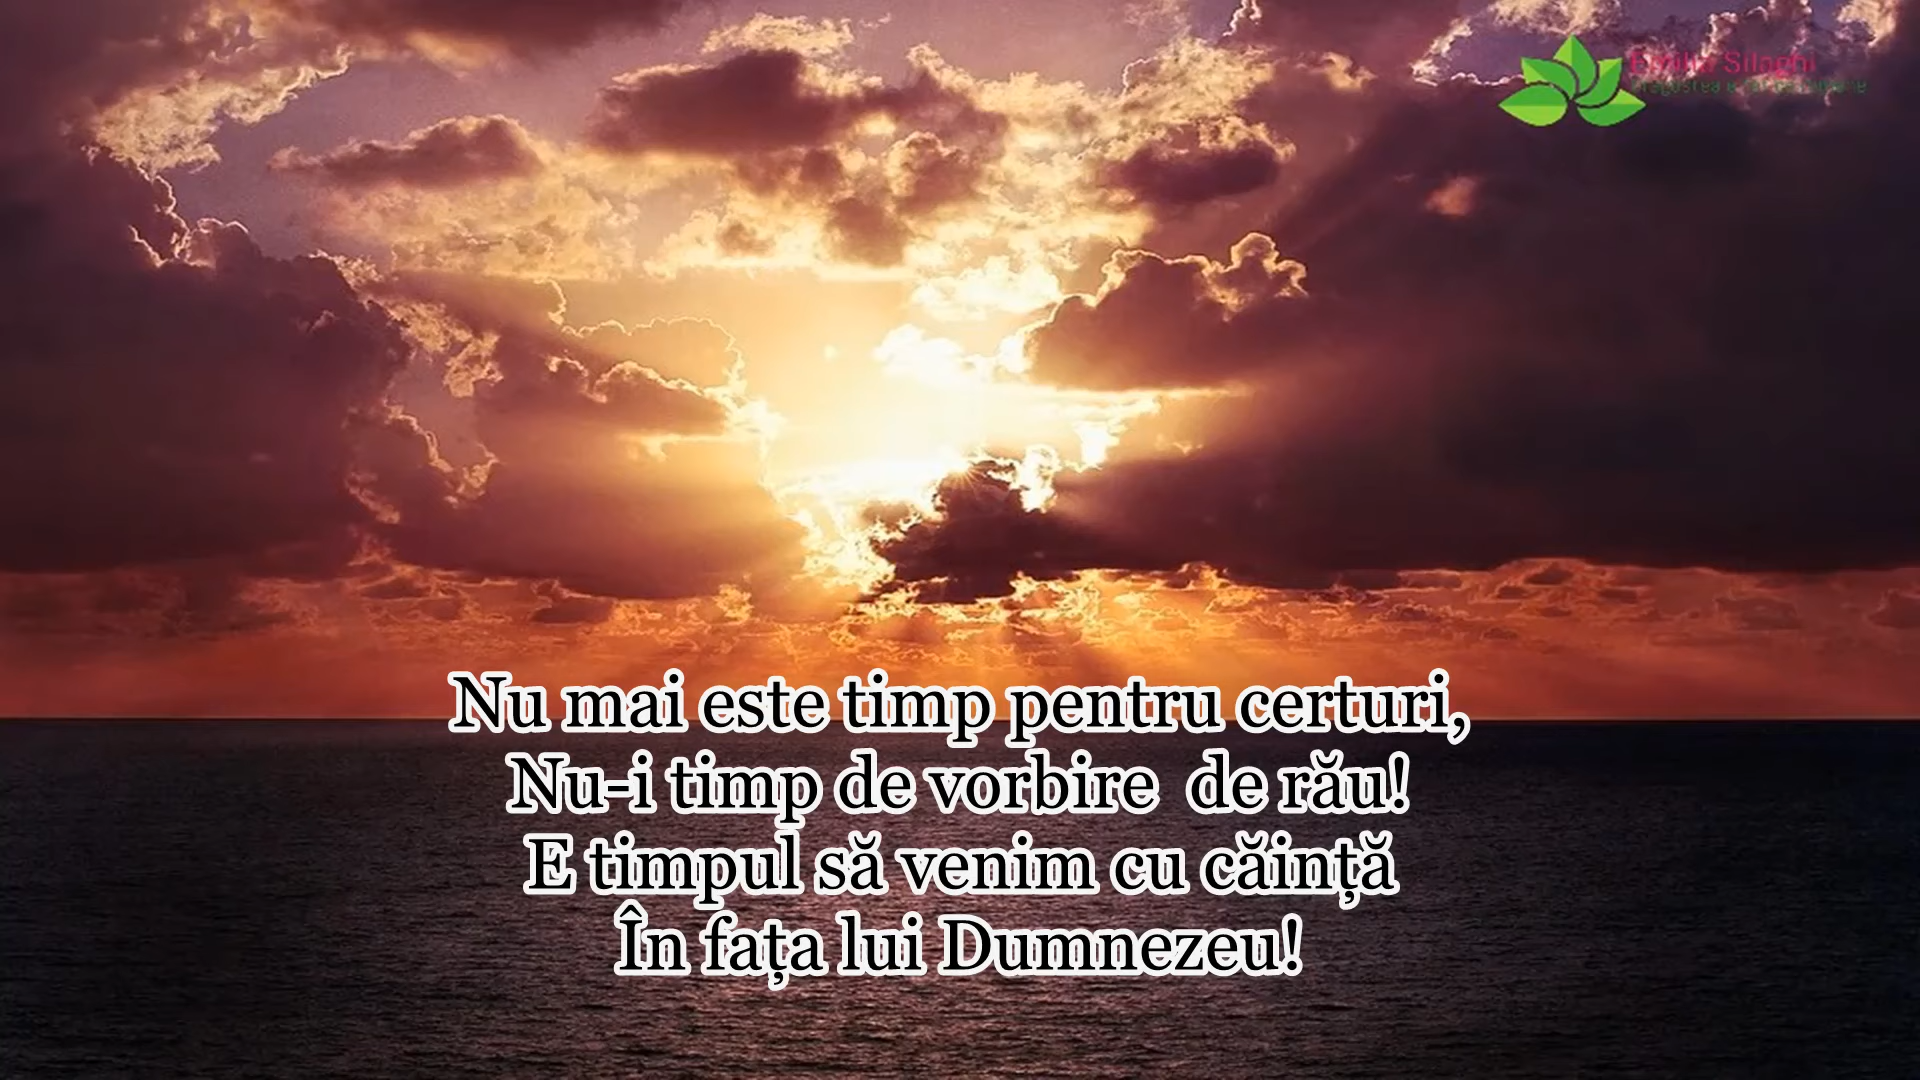 Emilia Silaghi
Nu mai este timp pentru certuri,
Nu-i timp de vorbire de rău!
E timpul să venim cu căință
În fața lui Dumnezeu!